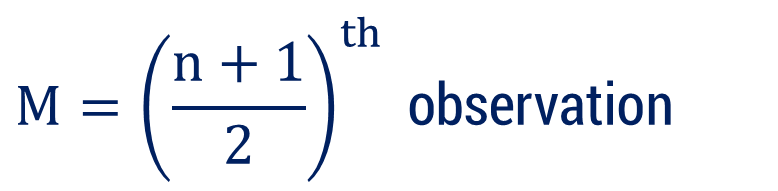 M = (n + 1 / 2)th observation